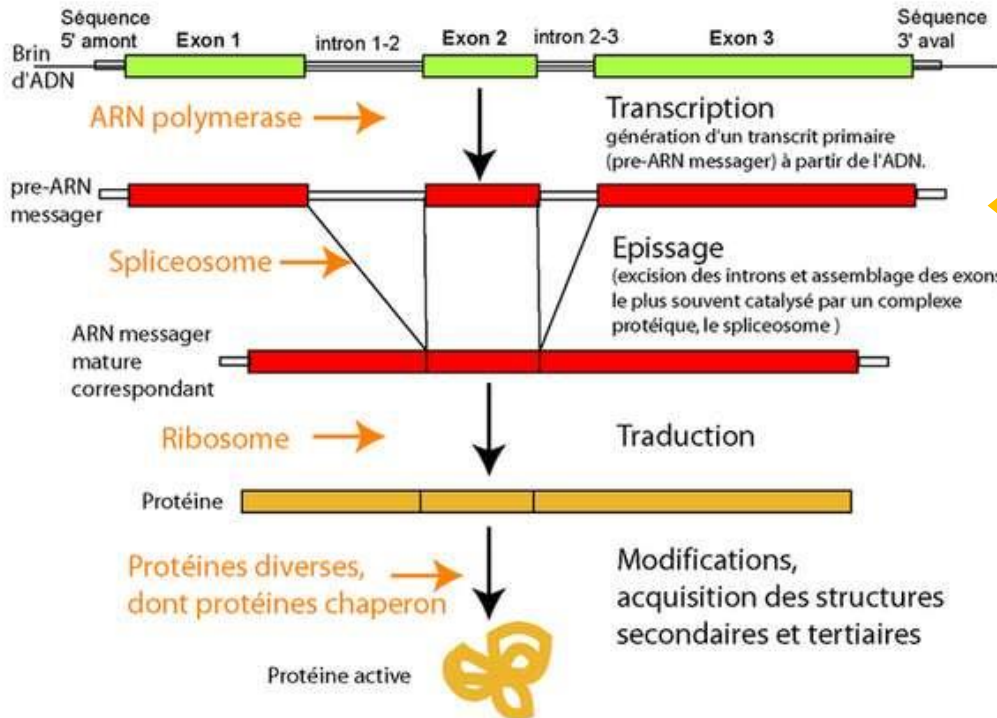 Séquence
5' amont
Exon 1
intron 1-2
Exon 2
intron 2-3
Exon 3
Séquence
3' aval
Brin
d'ADN
ARN polymerase
Transcription
génération d'un transcrit primaire
(pre-ARN messager) à partir de l'ADN.
pre-ARN
messager
Spliceosome
Epissage
(excision des introns et assemblage des exons
le plus souvent catalysé par un complexe
protéique, le spliceosome )
ARN messager
mature
correspondant
Ribosome
Traduction
Protéine
Protéines diverses,
dont protéines chaperon
Modifications,
acquisition des structures
secondaires et tertiaires
Protéine active